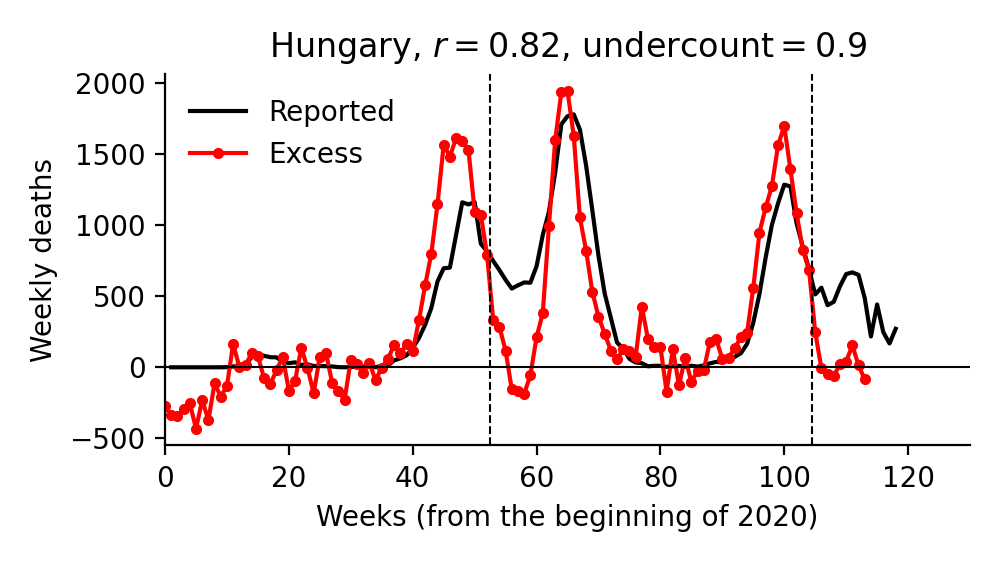 Hungary, r = 0.82, undercount = 0.9
Reported
Excess
Weekly deaths
2000
1500
1000
500
0
−500
0 20 40 60 80 100 120
Weeks (from the beginning of 2020)